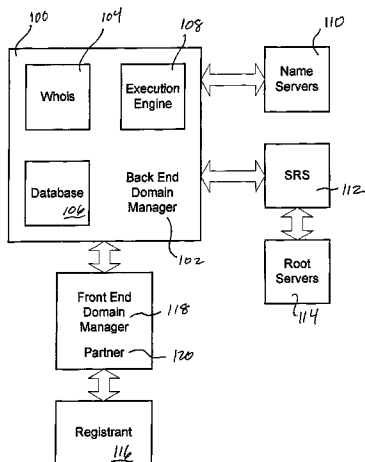 100
104
108
110
Whois
Execution
Engine
Name
Servers
Database
106
Back End
Domain
Manager
102
SRS
112
Root
Servers
114
Front End
Domain
Manager
118
Partner
120
Registrant
116